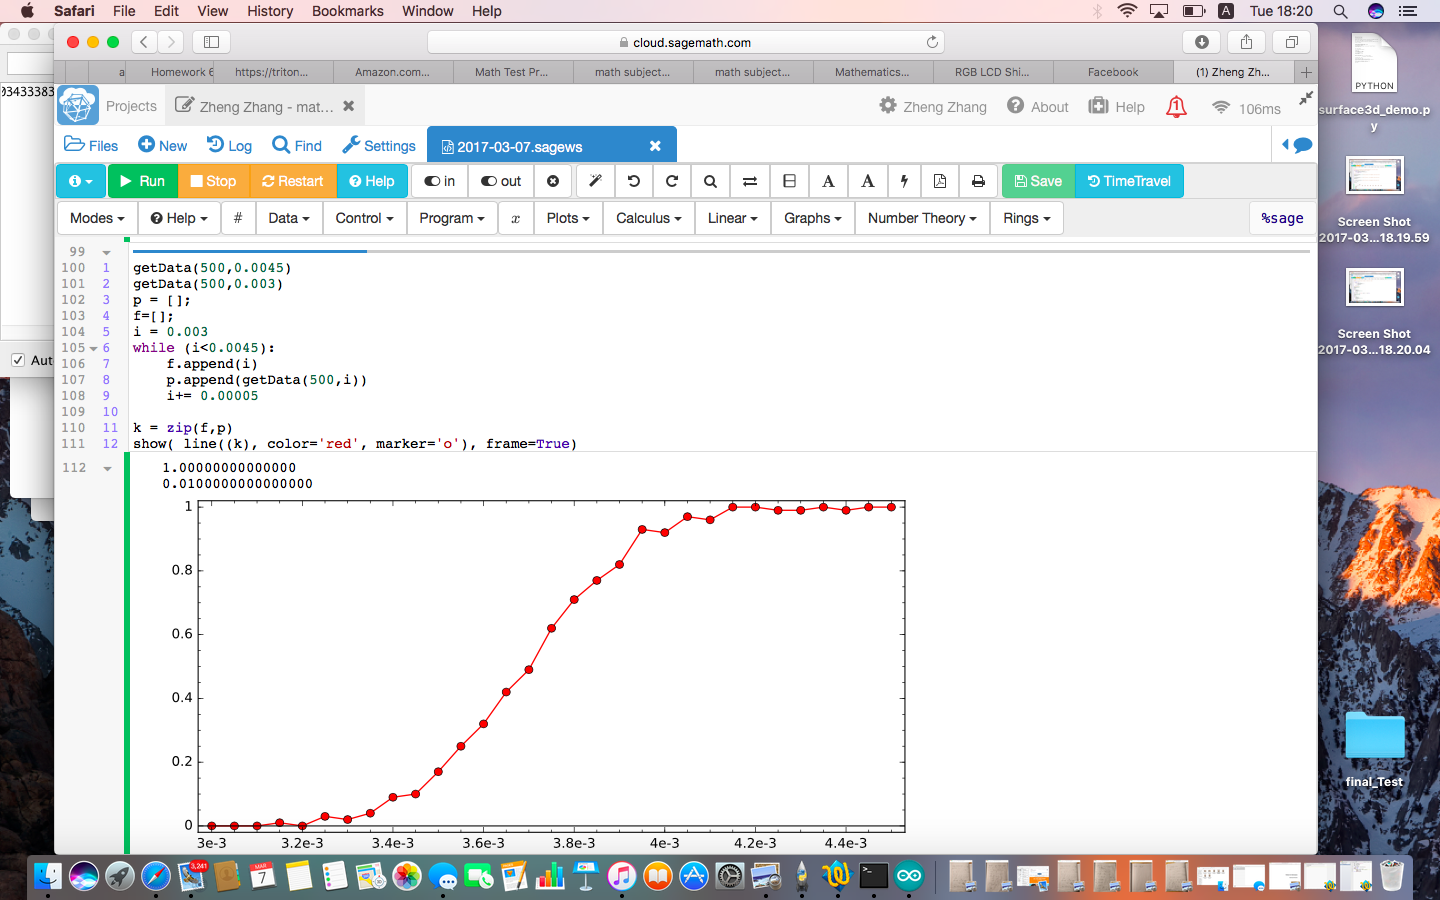 Safari File Edit View History Bookmarks Window Help A Tue 18:20
cloud.sagemath.com
a Homework 6 https://triton... Amazon.com... Math Test Pr... math subject... math subject... Mathematics... RGB LCD Shi... Facebook (1) Zheng Zh...
Projects Zheng Zhang - mat... Zheng Zhang About Help 1 106ms
Files New Log Find Settings 2017-03-07.sagews
Run Stop Restart Help in out A A Save TimeTravel
Modes Help # Data Control Program x Plots Calculus Linear Graphs Number Theory Rings %sage
99
100 1 getData(500,0.0045)
101 2 getData(500,0.003)
102 3 p = [];
103 4 f=[];
104 5 i = 0.003
105 6 while (i<0.0045):
106 7 f.append(i)
107 8 p.append(getData(500,i))
108 9 i+= 0.00005
109 10
110 11 k = zip(f,p)
111 12 show( line((k), color='red', marker='o'), frame=True)
112 1.00000000000000
0.0100000000000000
1
0.8
0.6
0.4
0.2
0
3e-3 3.2e-3 3.4e-3 3.6e-3 3.8e-3 4e-3 4.2e-3 4.4e-3
9343338
Aut
PYTHON
surface3d_demo.p
y
Screen Shot
2017-03...18.19.59
Screen Shot
2017-03...18.20.04
final_Test
3,241
MAR
7